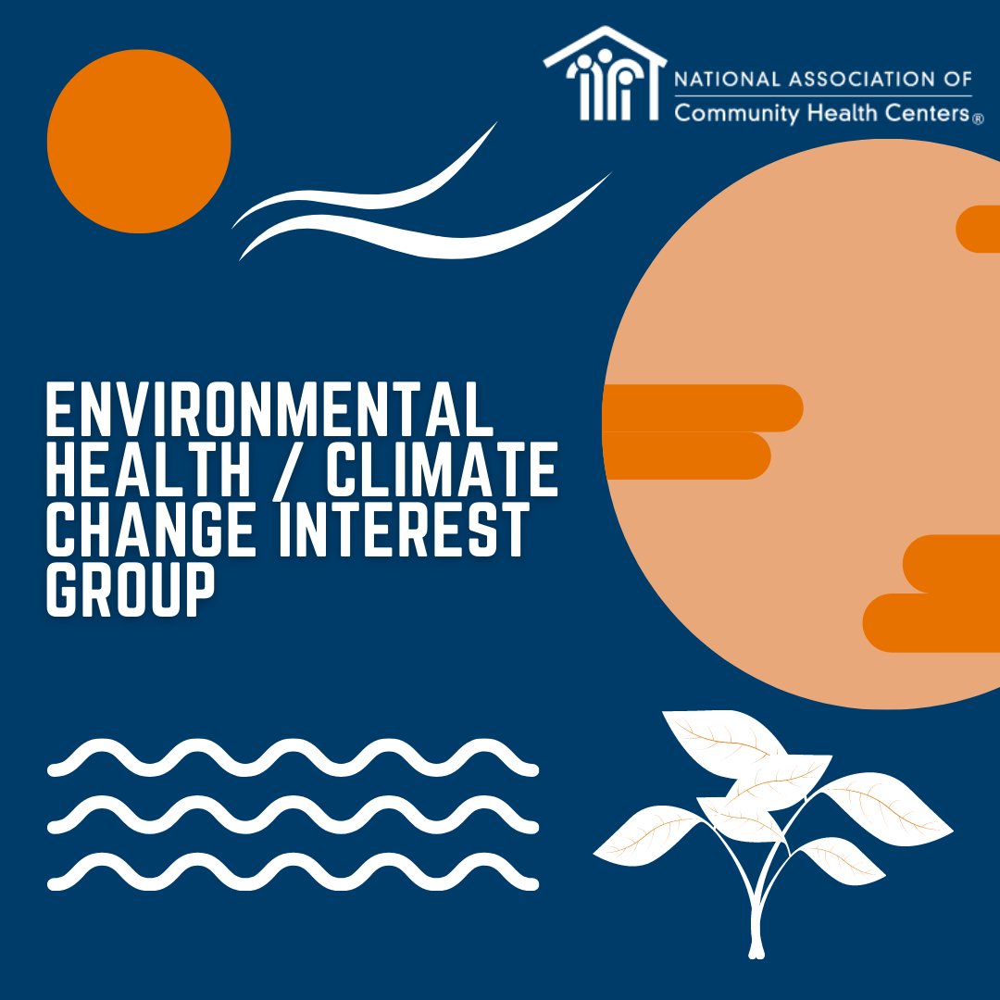 NATIONAL ASSOCIATION OF
Community Health Centers®
ENVIRONMENTAL
HEALTH / CLIMATE
CHANGE INTEREST
GROUP